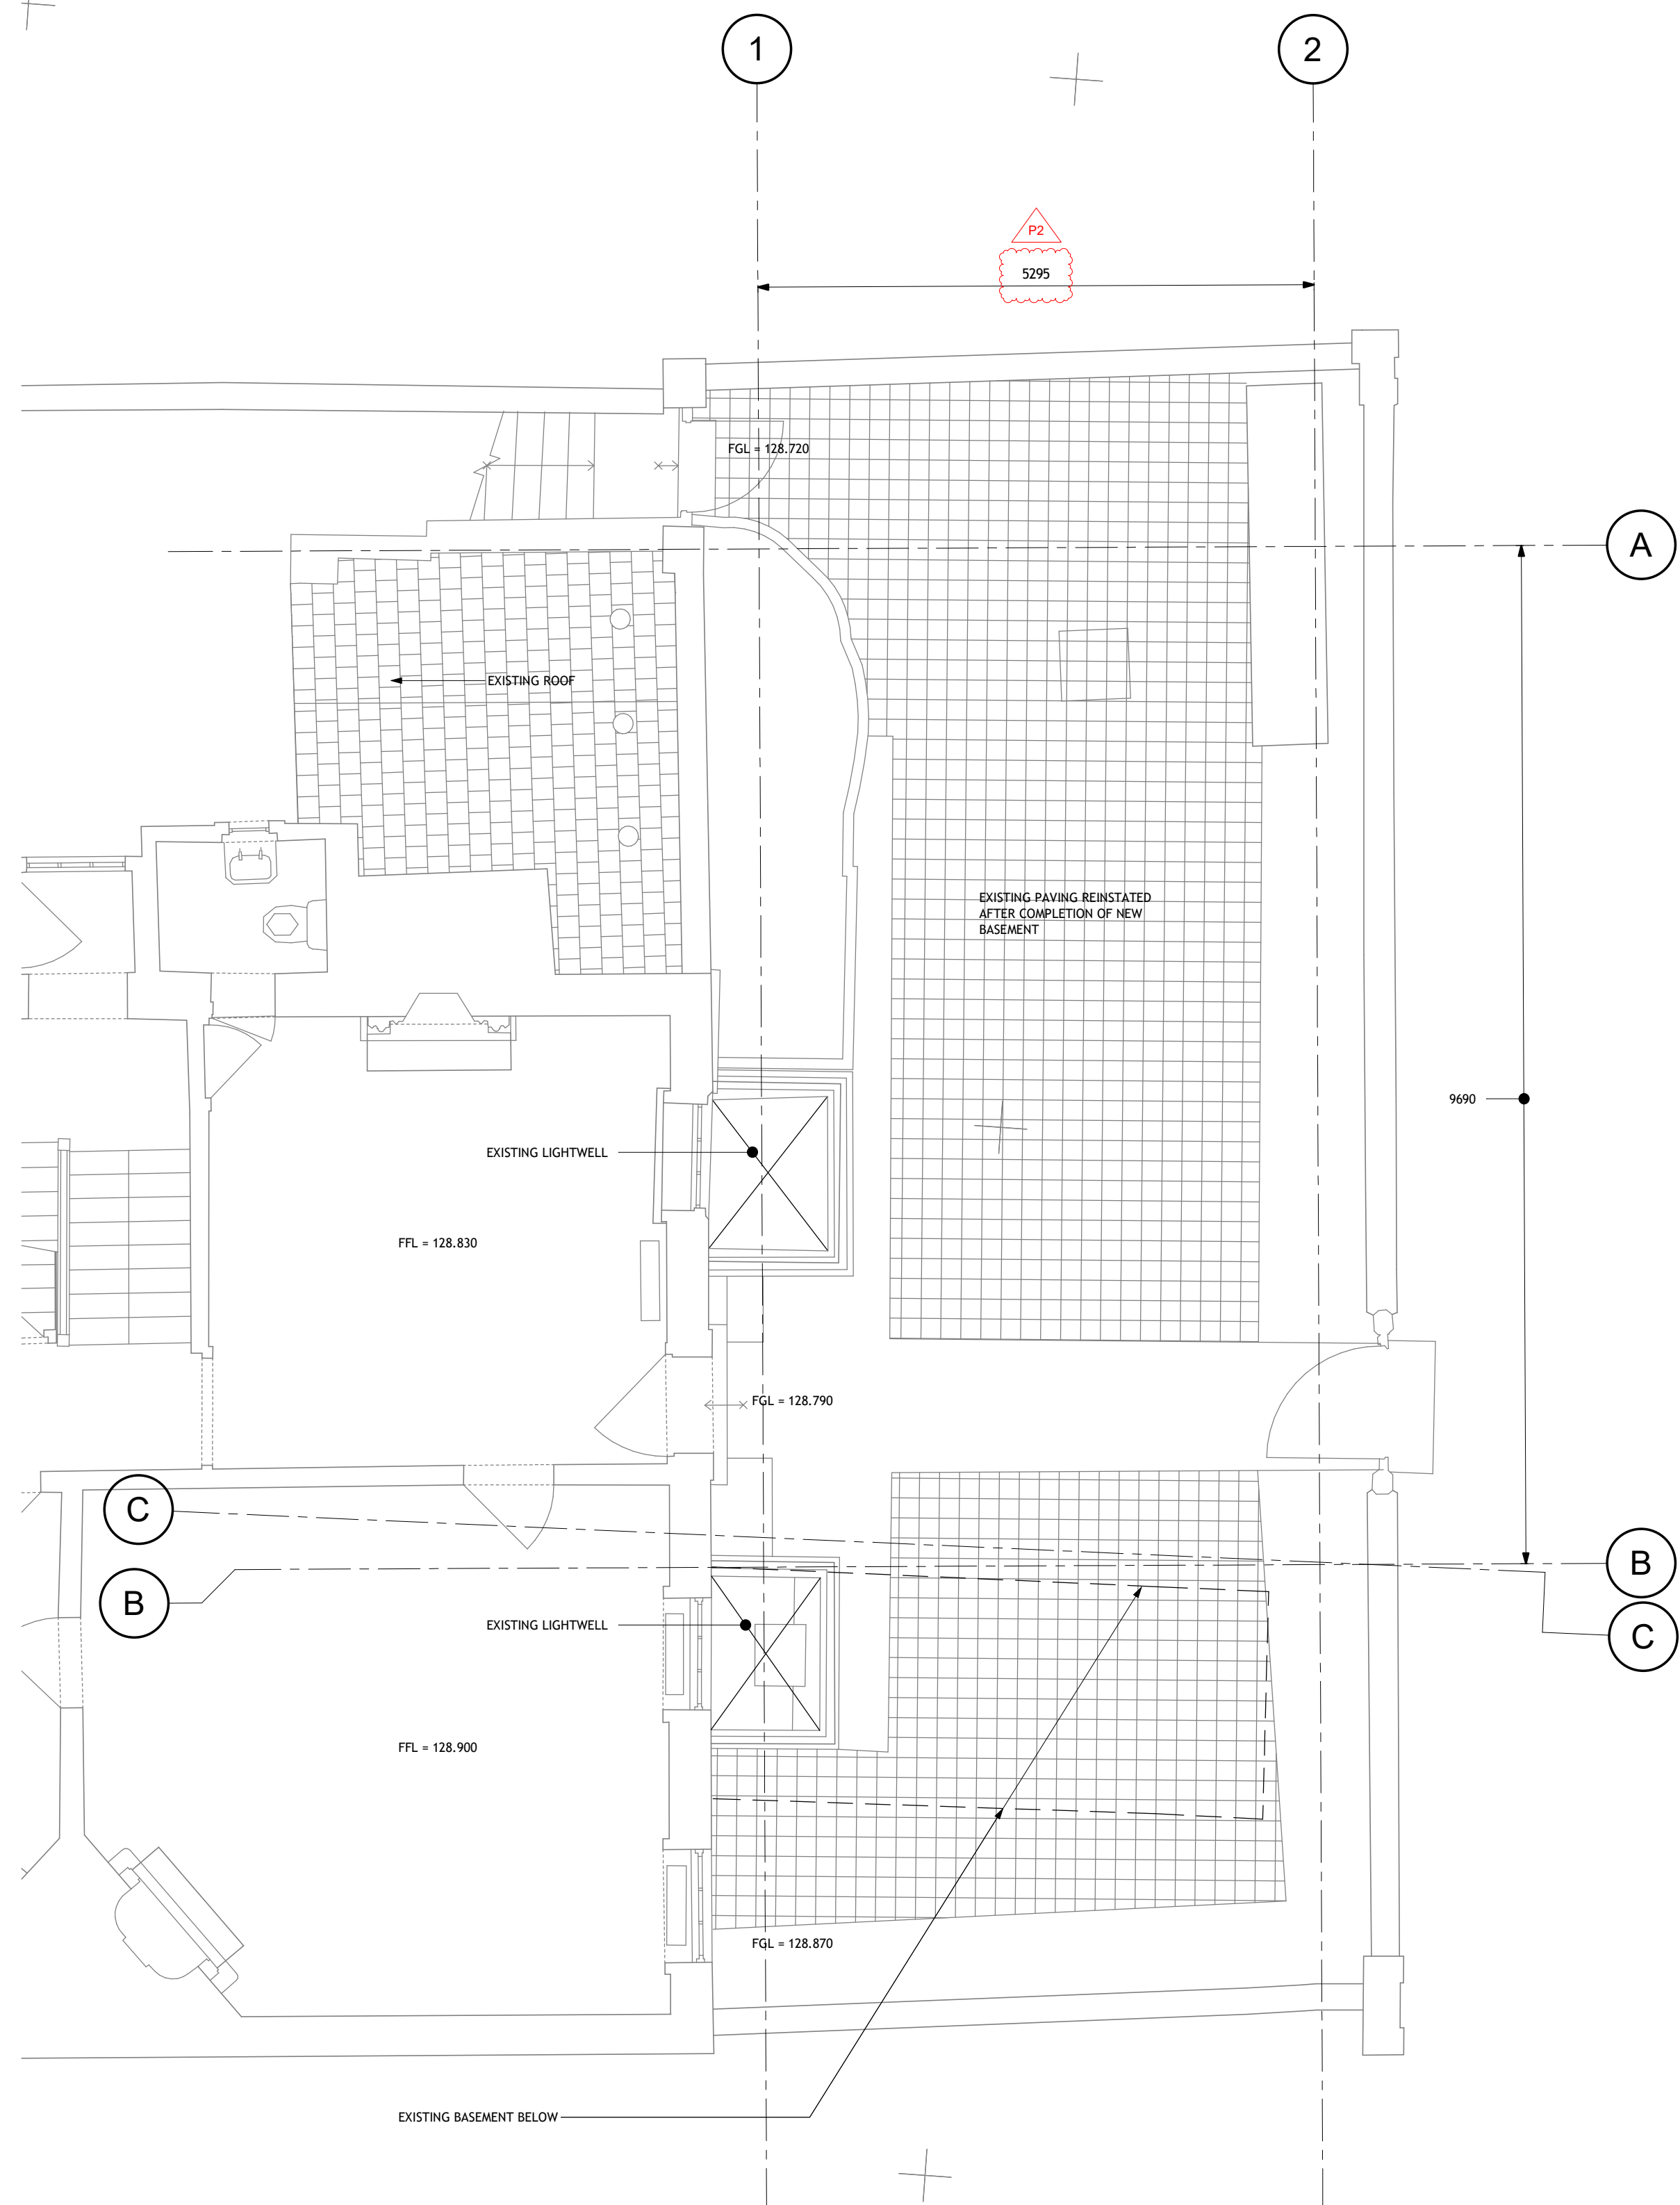 1
2
P2
5295
FGL = 128.720
A
EXISTING ROOF
EXISTING PAVING REINSTATED
AFTER COMPLETION OF NEW
BASEMENT
9690
EXISTING LIGHTWELL
FFL = 128.830
FGL = 128.790
C
B
B
C
EXISTING LIGHTWELL
FFL = 128.900
FGL = 128.870
EXISTING BASEMENT BELOW